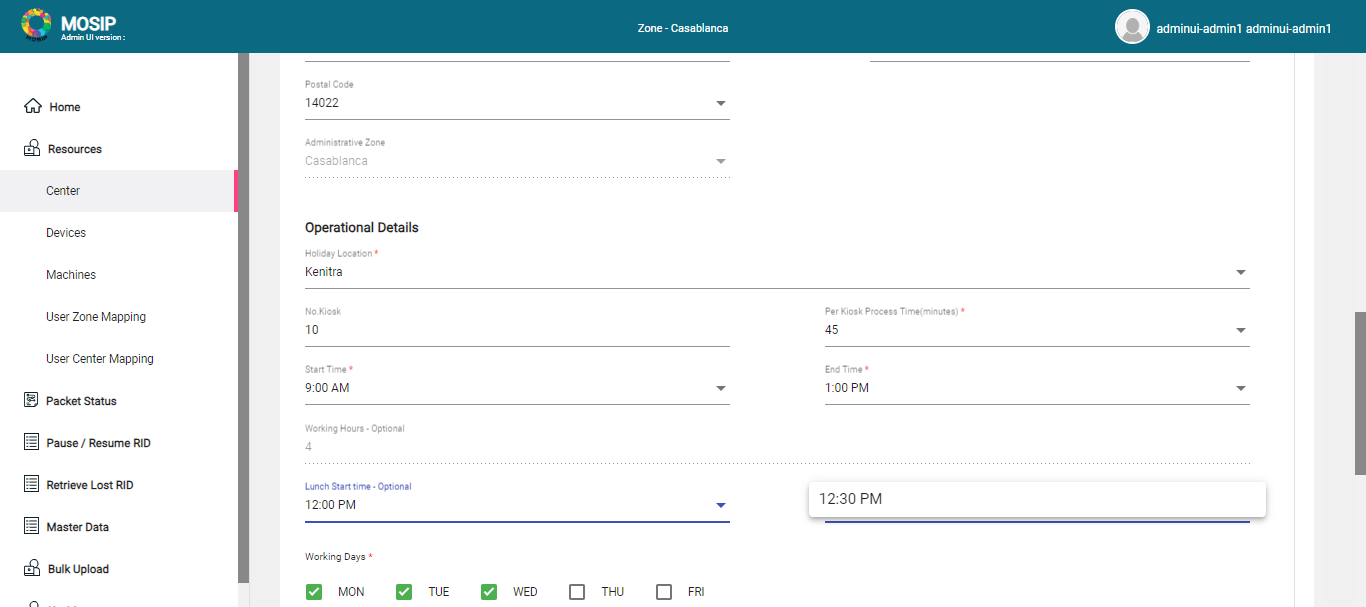 MOSIP
Admin UI version :
Zone - Casablanca
adminui-admin1 adminui-admin1
Home
Resources
Center
Devices
Machines
User Zone Mapping
User Center Mapping
Packet Status
Pause / Resume RID
Retrieve Lost RID
Master Data
Bulk Upload
Postal Code
14022
Administrative Zone
Casablanca
Operational Details
Holiday Location *
Kenitra
No.Kiosk
10
Per Kiosk Process Time(minutes) *
45
Start Time *
9:00 AM
End Time *
1:00 PM
Working Hours - Optional
4
Lunch Start time - Optional
12:00 PM
12:30 PM
Working Days *
MON TUE WED THU FRI